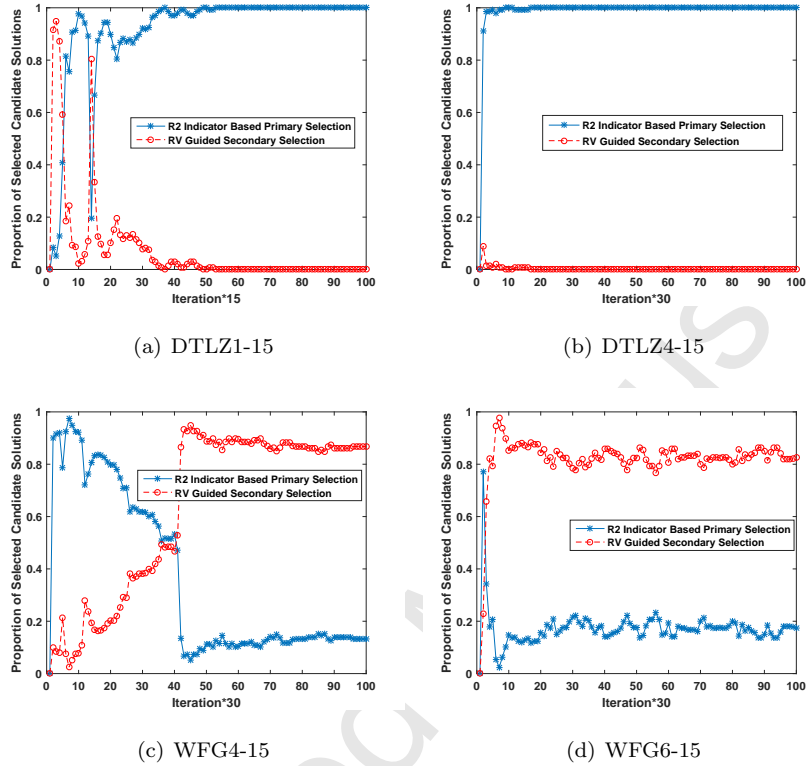 Proportion of Selected Candidate Solutions
1
0.8
0.6
0.4
0.2
0
R2 Indicator Based Primary Selection
RV Guided Secondary Selection
0 10 20 30 40 50 60 70 80 90 100
Iteration*15
(a) DTLZ1-15
Proportion of Selected Candidate Solutions
1
0.8
0.6
0.4
0.2
0
R2 Indicator Based Primary Selection
RV Guided Secondary Selection
0 10 20 30 40 50 60 70 80 90 100
Iteration*30
(b) DTLZ4-15
Proportion of Selected Candidate Solutions
1
0.8
0.6
0.4
0.2
0
R2 Indicator Based Primary Selection
RV Guided Secondary Selection
0 10 20 30 40 50 60 70 80 90 100
Iteration*30
(c) WFG4-15
Proportion of Selected Candidate Solutions
1
0.8
0.6
0.4
0.2
0
R2 Indicator Based Primary Selection
RV Guided Secondary Selection
0 10 20 30 40 50 60 70 80 90 100
Iteration*30
(d) WFG6-15